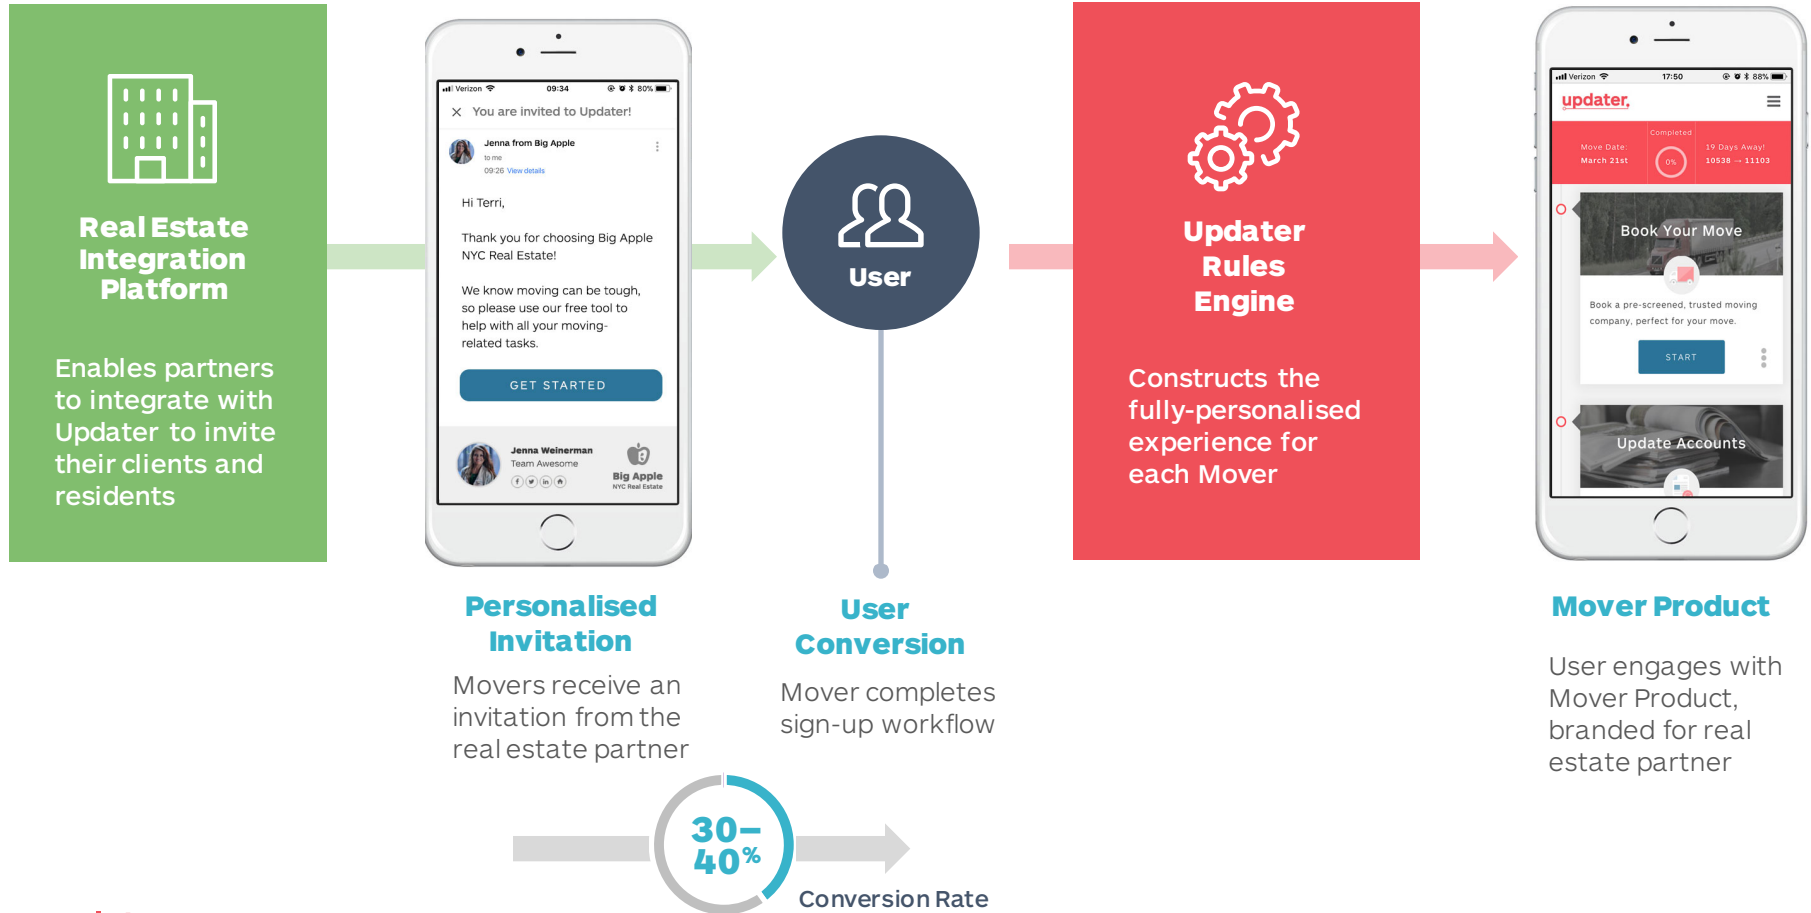 Real Estate
Integration
Platform
Enables partners
to integrate with
Updater to invite
their clients and
residents
Verizon 09:34 80%
You are invited to Updater!
Jenna from Big Apple
to me
09:26 View details
Hi Terri,
Thank you for choosing Big Apple
NYC Real Estate!
We know moving can be tough,
so please use our free tool to
help with all your moving-
related tasks.
GET STARTED
Jenna Weinerman
Team Awesome
Big Apple
NYC Real Estate
Personalised
Invitation
Movers receive an
invitation from the
real estate partner
User
User
Conversion
Mover completes
sign-up workflow
30–
40%
Conversion Rate
Updater
Rules
Engine
Constructs the
fully-personalised
experience for
each Mover
Verizon 17:50 88%
updater.
Move Date:
March 21st
Completed
0%
19 Days Away!
10538 → 11103
Book Your Move
Book a pre-screened, trusted moving
company, perfect for your move.
START
Update Accounts
Mover Product
User engages with
Mover Product,
branded for real
estate partner